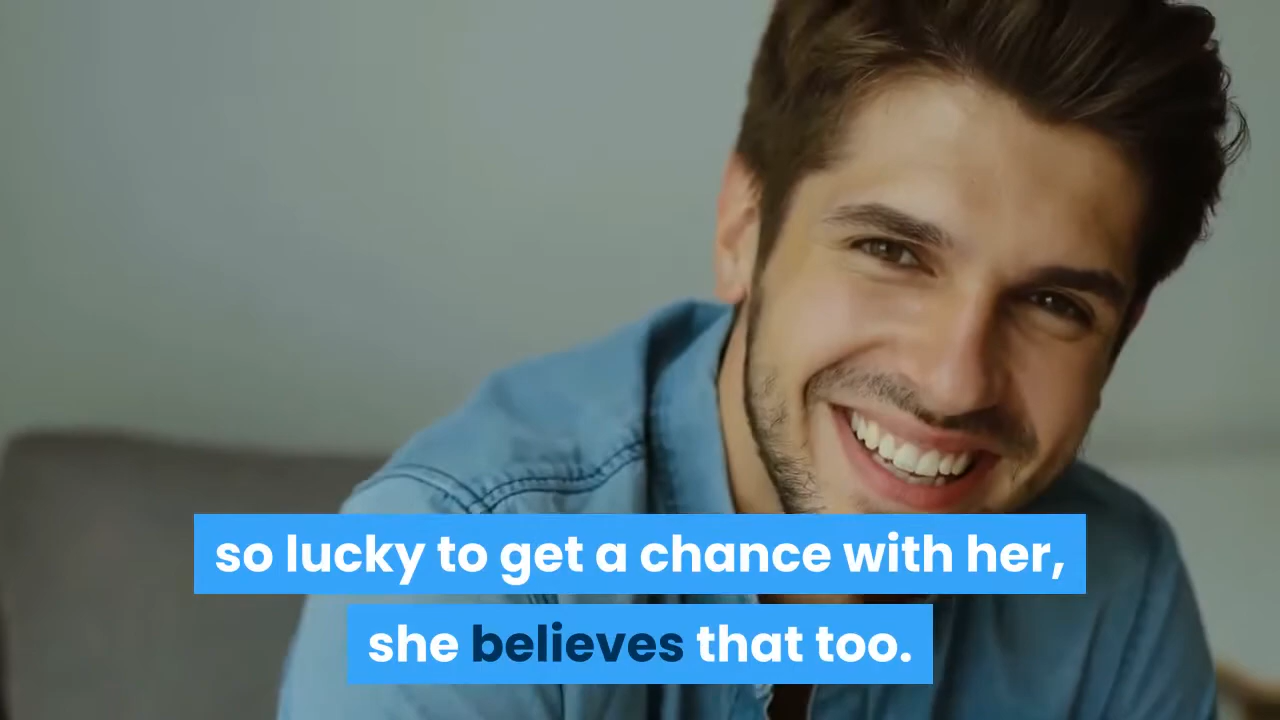 so lucky to get a chance with her,
she believes that too.